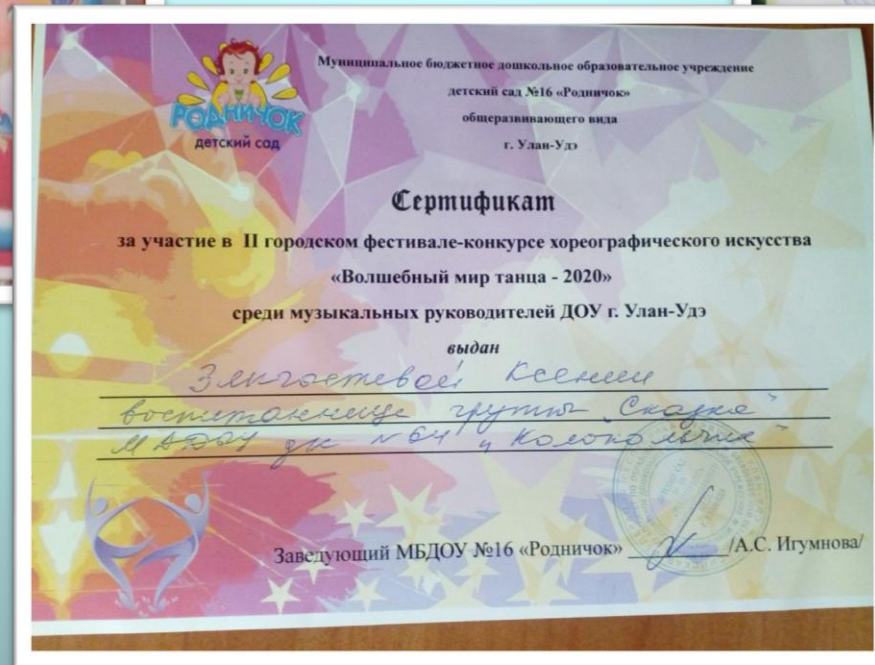 РОДНИЧОК
детский сад
Муниципальное бюджетное дошкольное образовательное учреждение
детский сад №16 «Родничок»
общеразвивающего вида
г. Улан-Удэ
Сертификат
за участие в II городском фестивале-конкурсе хореографического искусства
«Волшебный мир танца - 2020»
среди музыкальных руководителей ДОУ г. Улан-Удэ
выдан
Ксении
воспитаннице группы „Сказка"
МАДОУ дс №64 „Колокольчик"
Заведующий МБДОУ №16 «Родничок» /А.С. Игумнова/